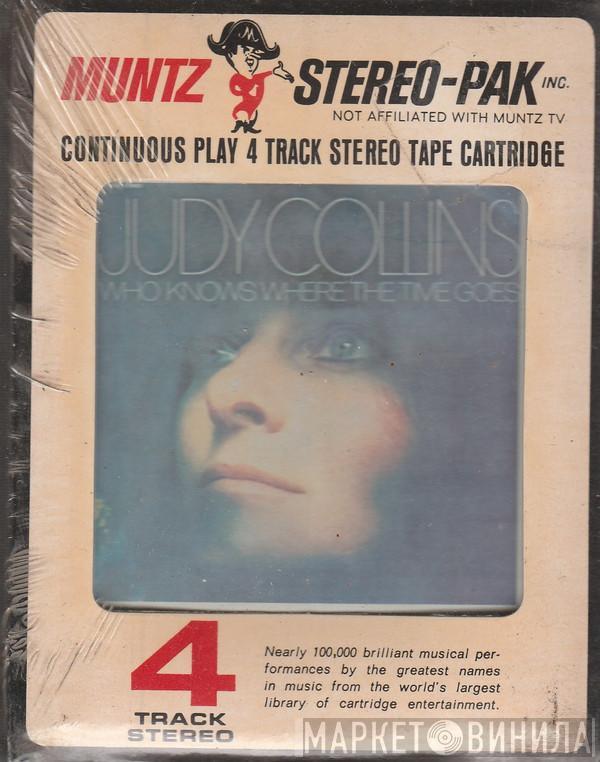 MUNTZ STEREO-PAK INC.
NOT AFFILIATED WITH MUNTZ TV
CONTINUOUS PLAY 4 TRACK STEREO TAPE CARTRIDGE
JUDY COLLINS
WHO KNOWS WHERE THE TIME GOES
4
TRACK
STEREO
Nearly 100,000 brilliant musical per-
formances by the greatest names
in music from the world's largest
library of cartridge entertainment.
МАРКЕТ ВИНИЛА